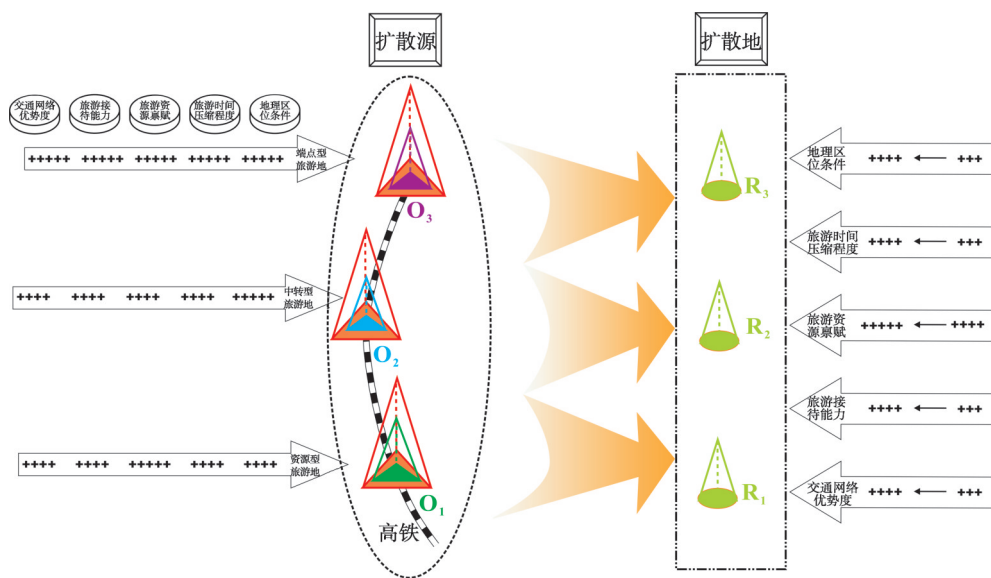 扩散源
扩散地
交通网络
优势度
旅游接
待能力
旅游资
源禀赋
旅游时间
压缩程度
地理区
位条件
+++++ +++++ +++++ +++++ +++++
端点型
旅游地
O3
++++ ++++ ++++ ++++ +++++
中转型
旅游地
O2
++++ ++++ +++++ ++++ ++++
资源型
旅游地
O1
高铁
R3
R2
R1
地理区
位条件
++++ ← +++
旅游时间
压缩程度
++++ ← +++
旅游资
源禀赋
+++++ ← ++++
旅游接
待能力
++++ ← +++
交通网络
优势度
++++ ← +++